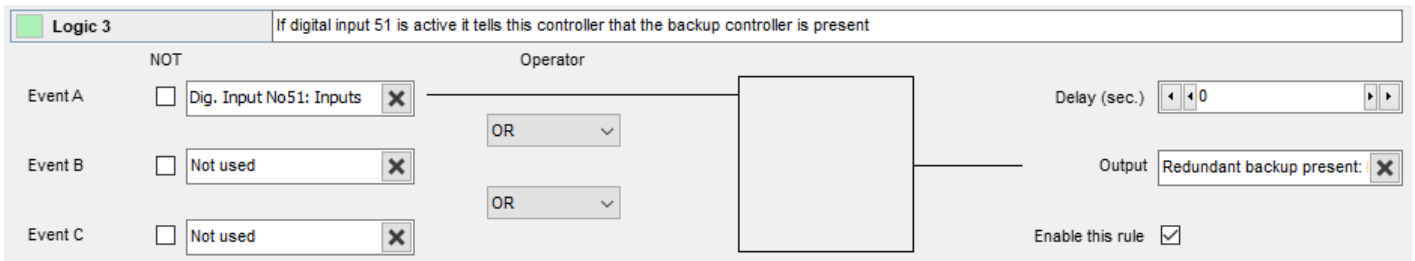 Logic 3 If digital input 51 is active it tells this controller that the backup controller is present
NOT Operator
Event A Dig. Input No51: Inputs Delay (sec.) 0
OR
Event B Not used Output Redundant backup present:
OR
Event C Not used Enable this rule